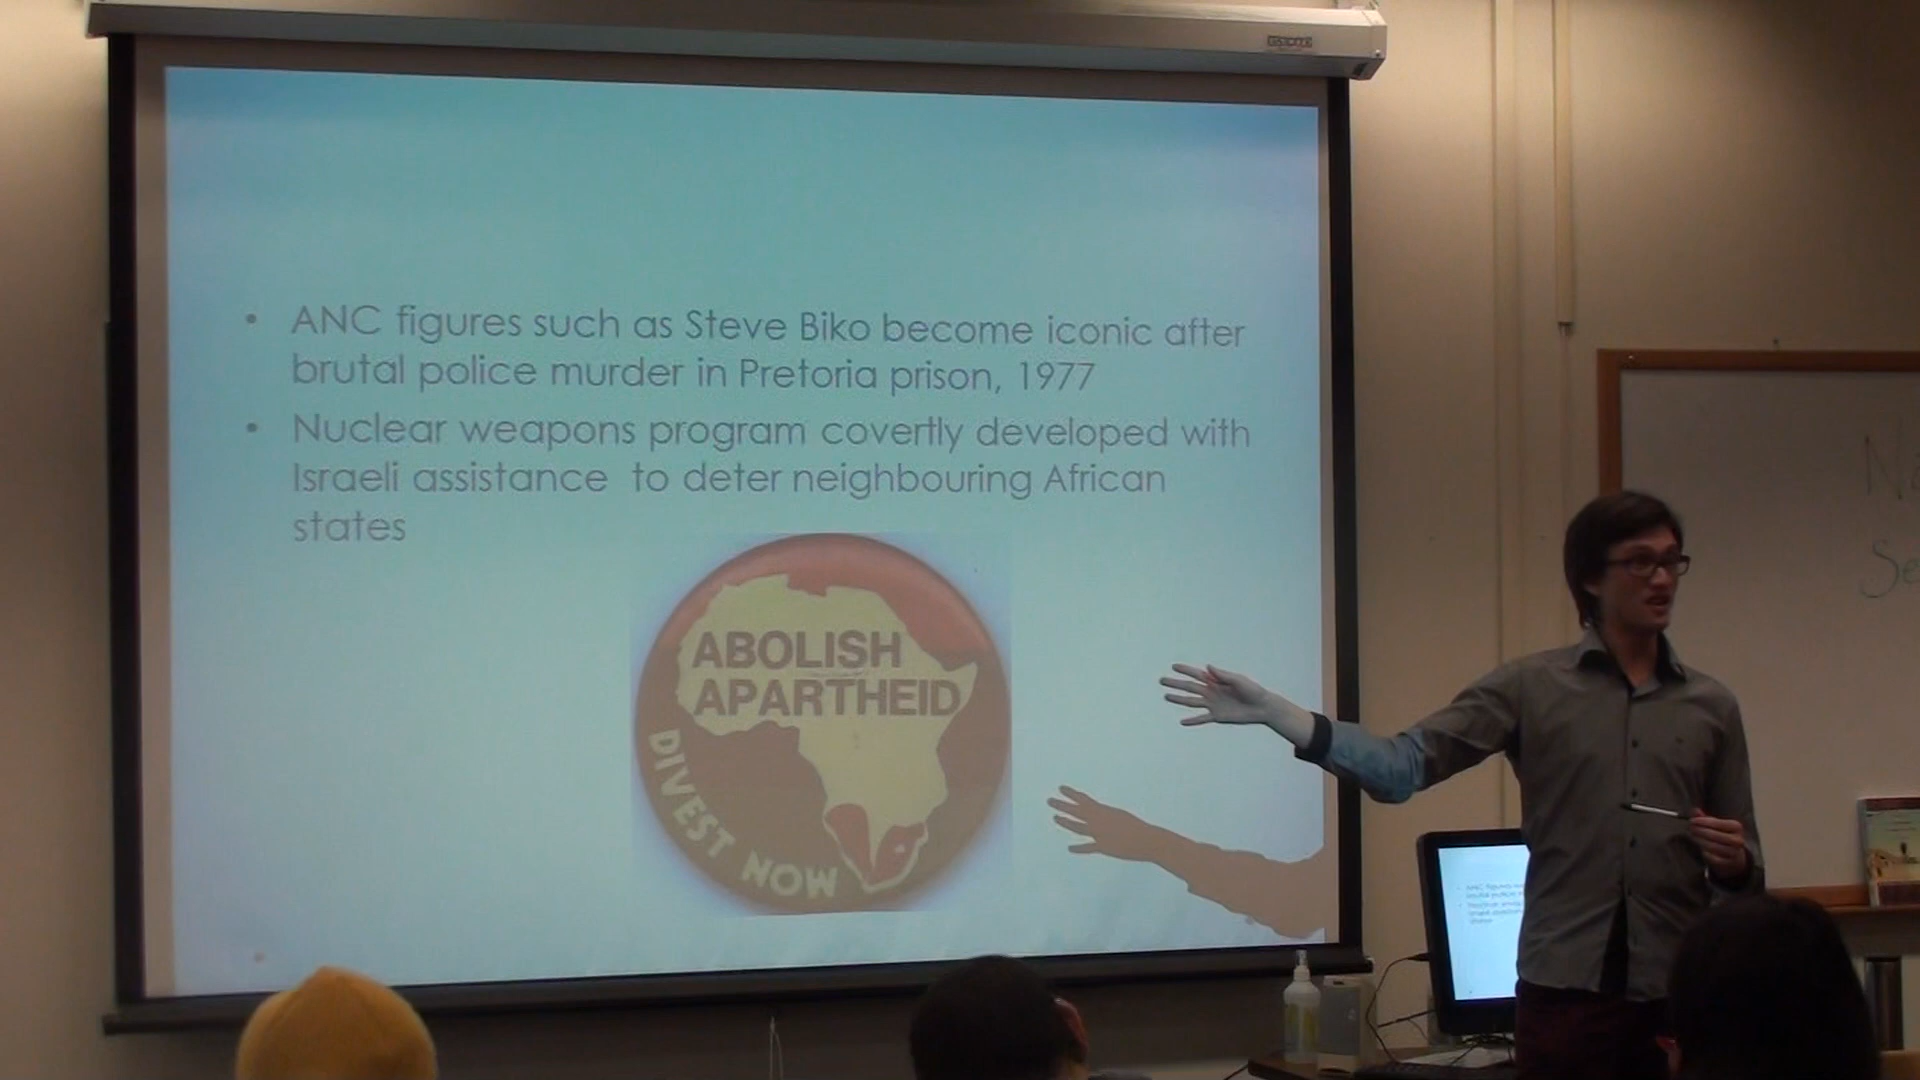 • ANC figures such as Steve Biko become iconic after
brutal police murder in Pretoria prison, 1977
• Nuclear weapons program covertly developed with
Israeli assistance to deter neighbouring African
states
ABOLISH
APARTHEID
DIVEST NOW